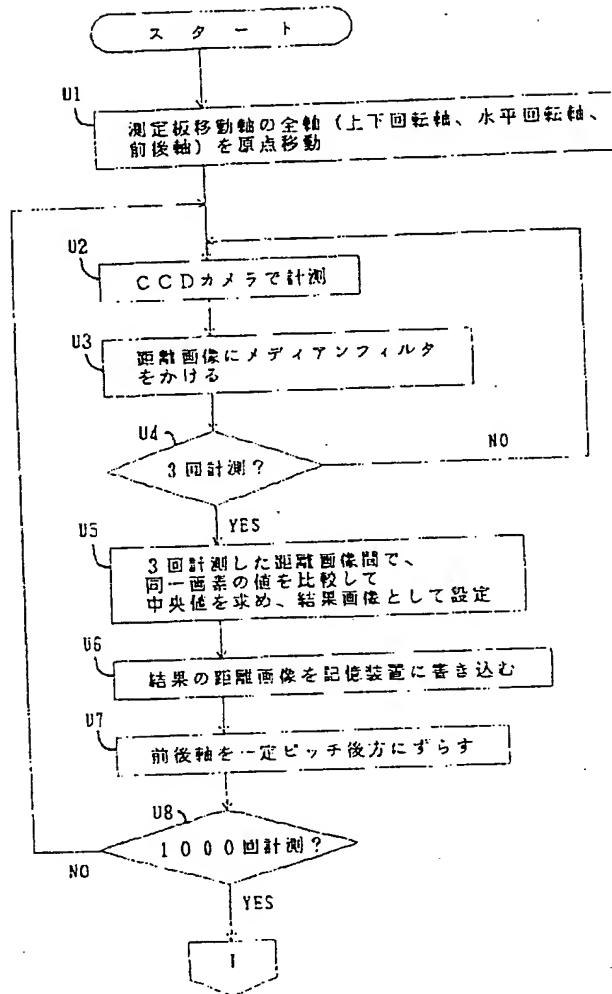 スタート
U1
測定板移動軸の全軸(上下回転軸、水平回転軸、
前後軸)を原点移動
U2
CCDカメラで計測
U3
距離画像にメディアンフィルタ
をかける
U4
3回計測?
NO
YES
U5
3回計測した距離画像間で、
同一画素の値を比較して
中央値を求め、結果画像として設定
U6
結果の距離画像を記憶装置に書き込む
U7
前後軸を一定ピッチ後方にずらす
U8
1000回計測?
NO
YES
I